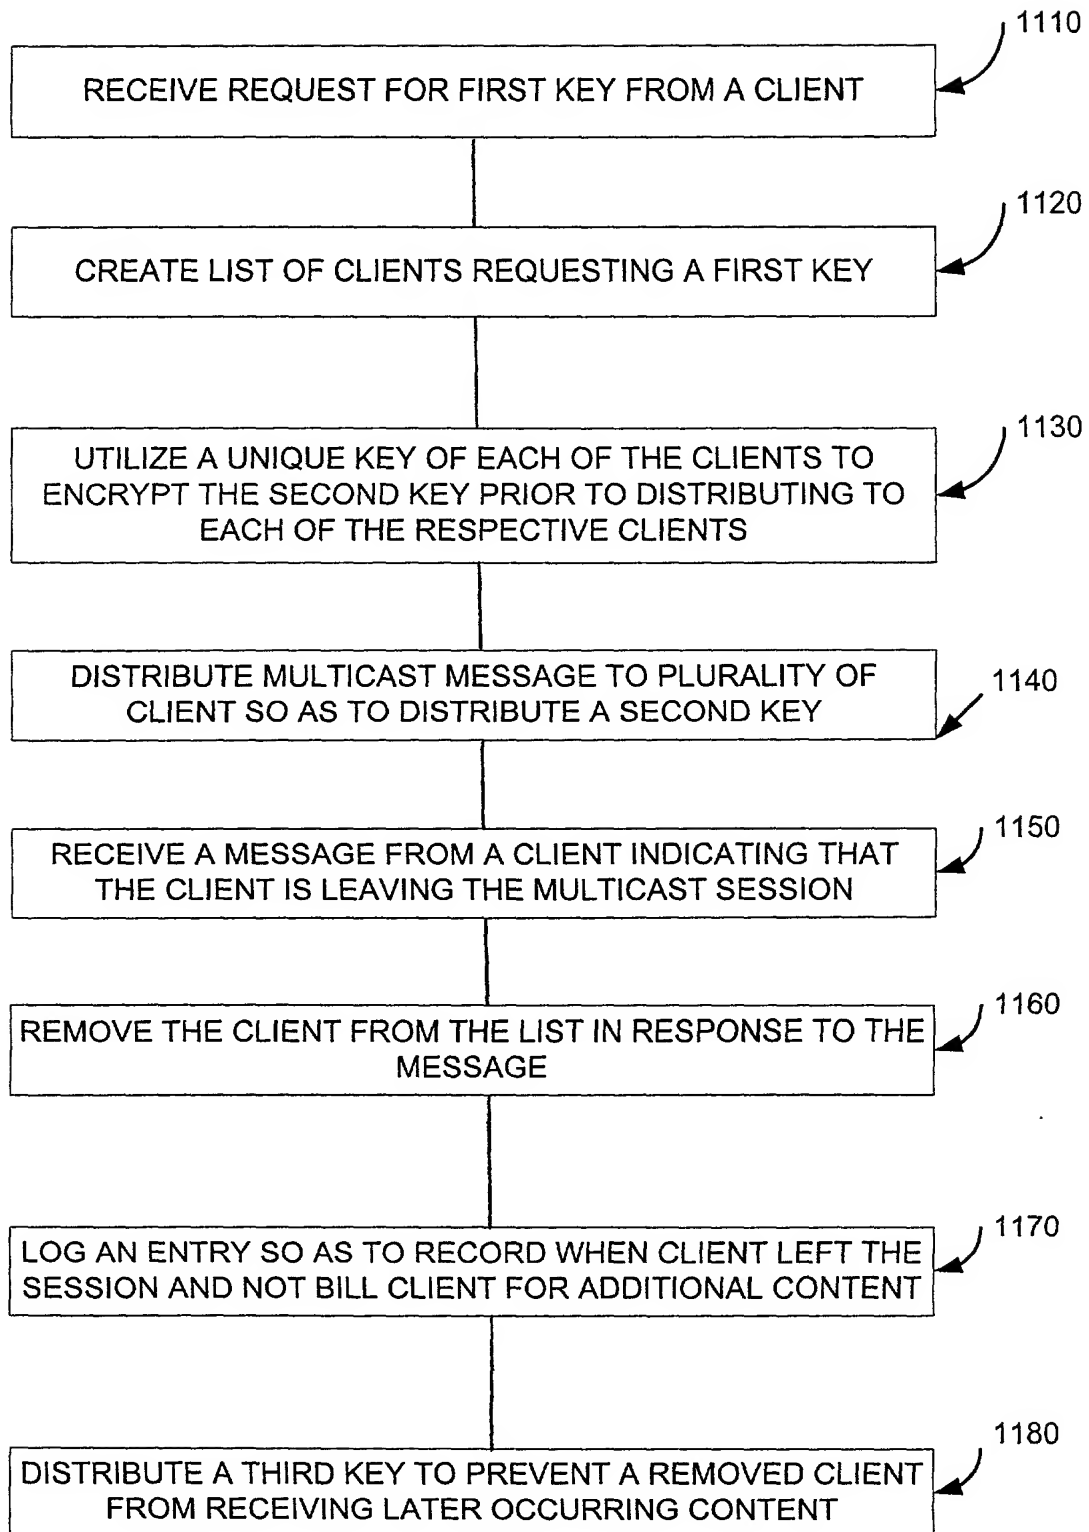 1110
RECEIVE REQUEST FOR FIRST KEY FROM A CLIENT
1120
CREATE LIST OF CLIENTS REQUESTING A FIRST KEY
1130
UTILIZE A UNIQUE KEY OF EACH OF THE CLIENTS TO
ENCRYPT THE SECOND KEY PRIOR TO DISTRIBUTING TO
EACH OF THE RESPECTIVE CLIENTS
DISTRIBUTE MULTICAST MESSAGE TO PLURALITY OF
CLIENT SO AS TO DISTRIBUTE A SECOND KEY
1140
1150
RECEIVE A MESSAGE FROM A CLIENT INDICATING THAT
THE CLIENT IS LEAVING THE MULTICAST SESSION
1160
REMOVE THE CLIENT FROM THE LIST IN RESPONSE TO THE
MESSAGE
1170
LOG AN ENTRY SO AS TO RECORD WHEN CLIENT LEFT THE
SESSION AND NOT BILL CLIENT FOR ADDITIONAL CONTENT
1180
DISTRIBUTE A THIRD KEY TO PREVENT A REMOVED CLIENT
FROM RECEIVING LATER OCCURRING CONTENT